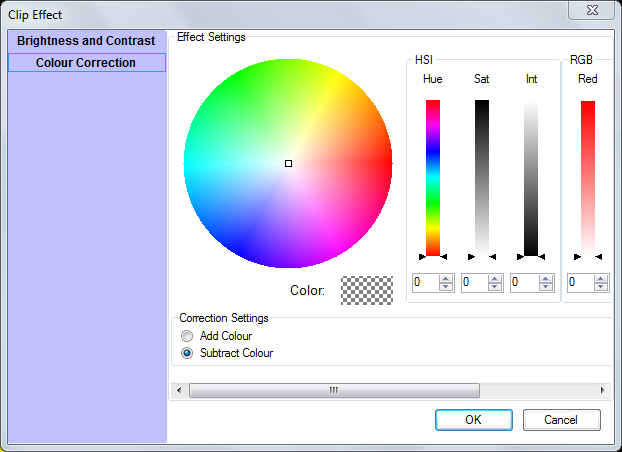 Clip Effect
Brightness and Contrast
Colour Correction
Effect Settings
HSI
RGB
Hue
Sat
Int
Red
0
0
0
0
Color:
Correction Settings
Add Colour
Subtract Colour
OK
Cancel